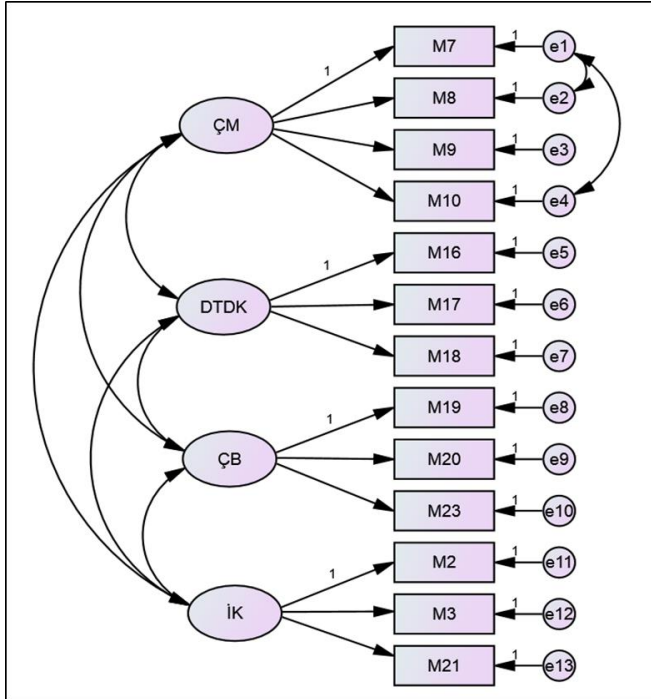 1 M7 1 e1
M8 1 e2
ÇM
M9 1 e3
M10 1 e4
1 M16 1 e5
DTDK M17 1 e6
M18 1 e7
1 M19 1 e8
ÇB M20 1 e9
M23 1 e10
1 M2 1 e11
İK M3 1 e12
M21 1 e13